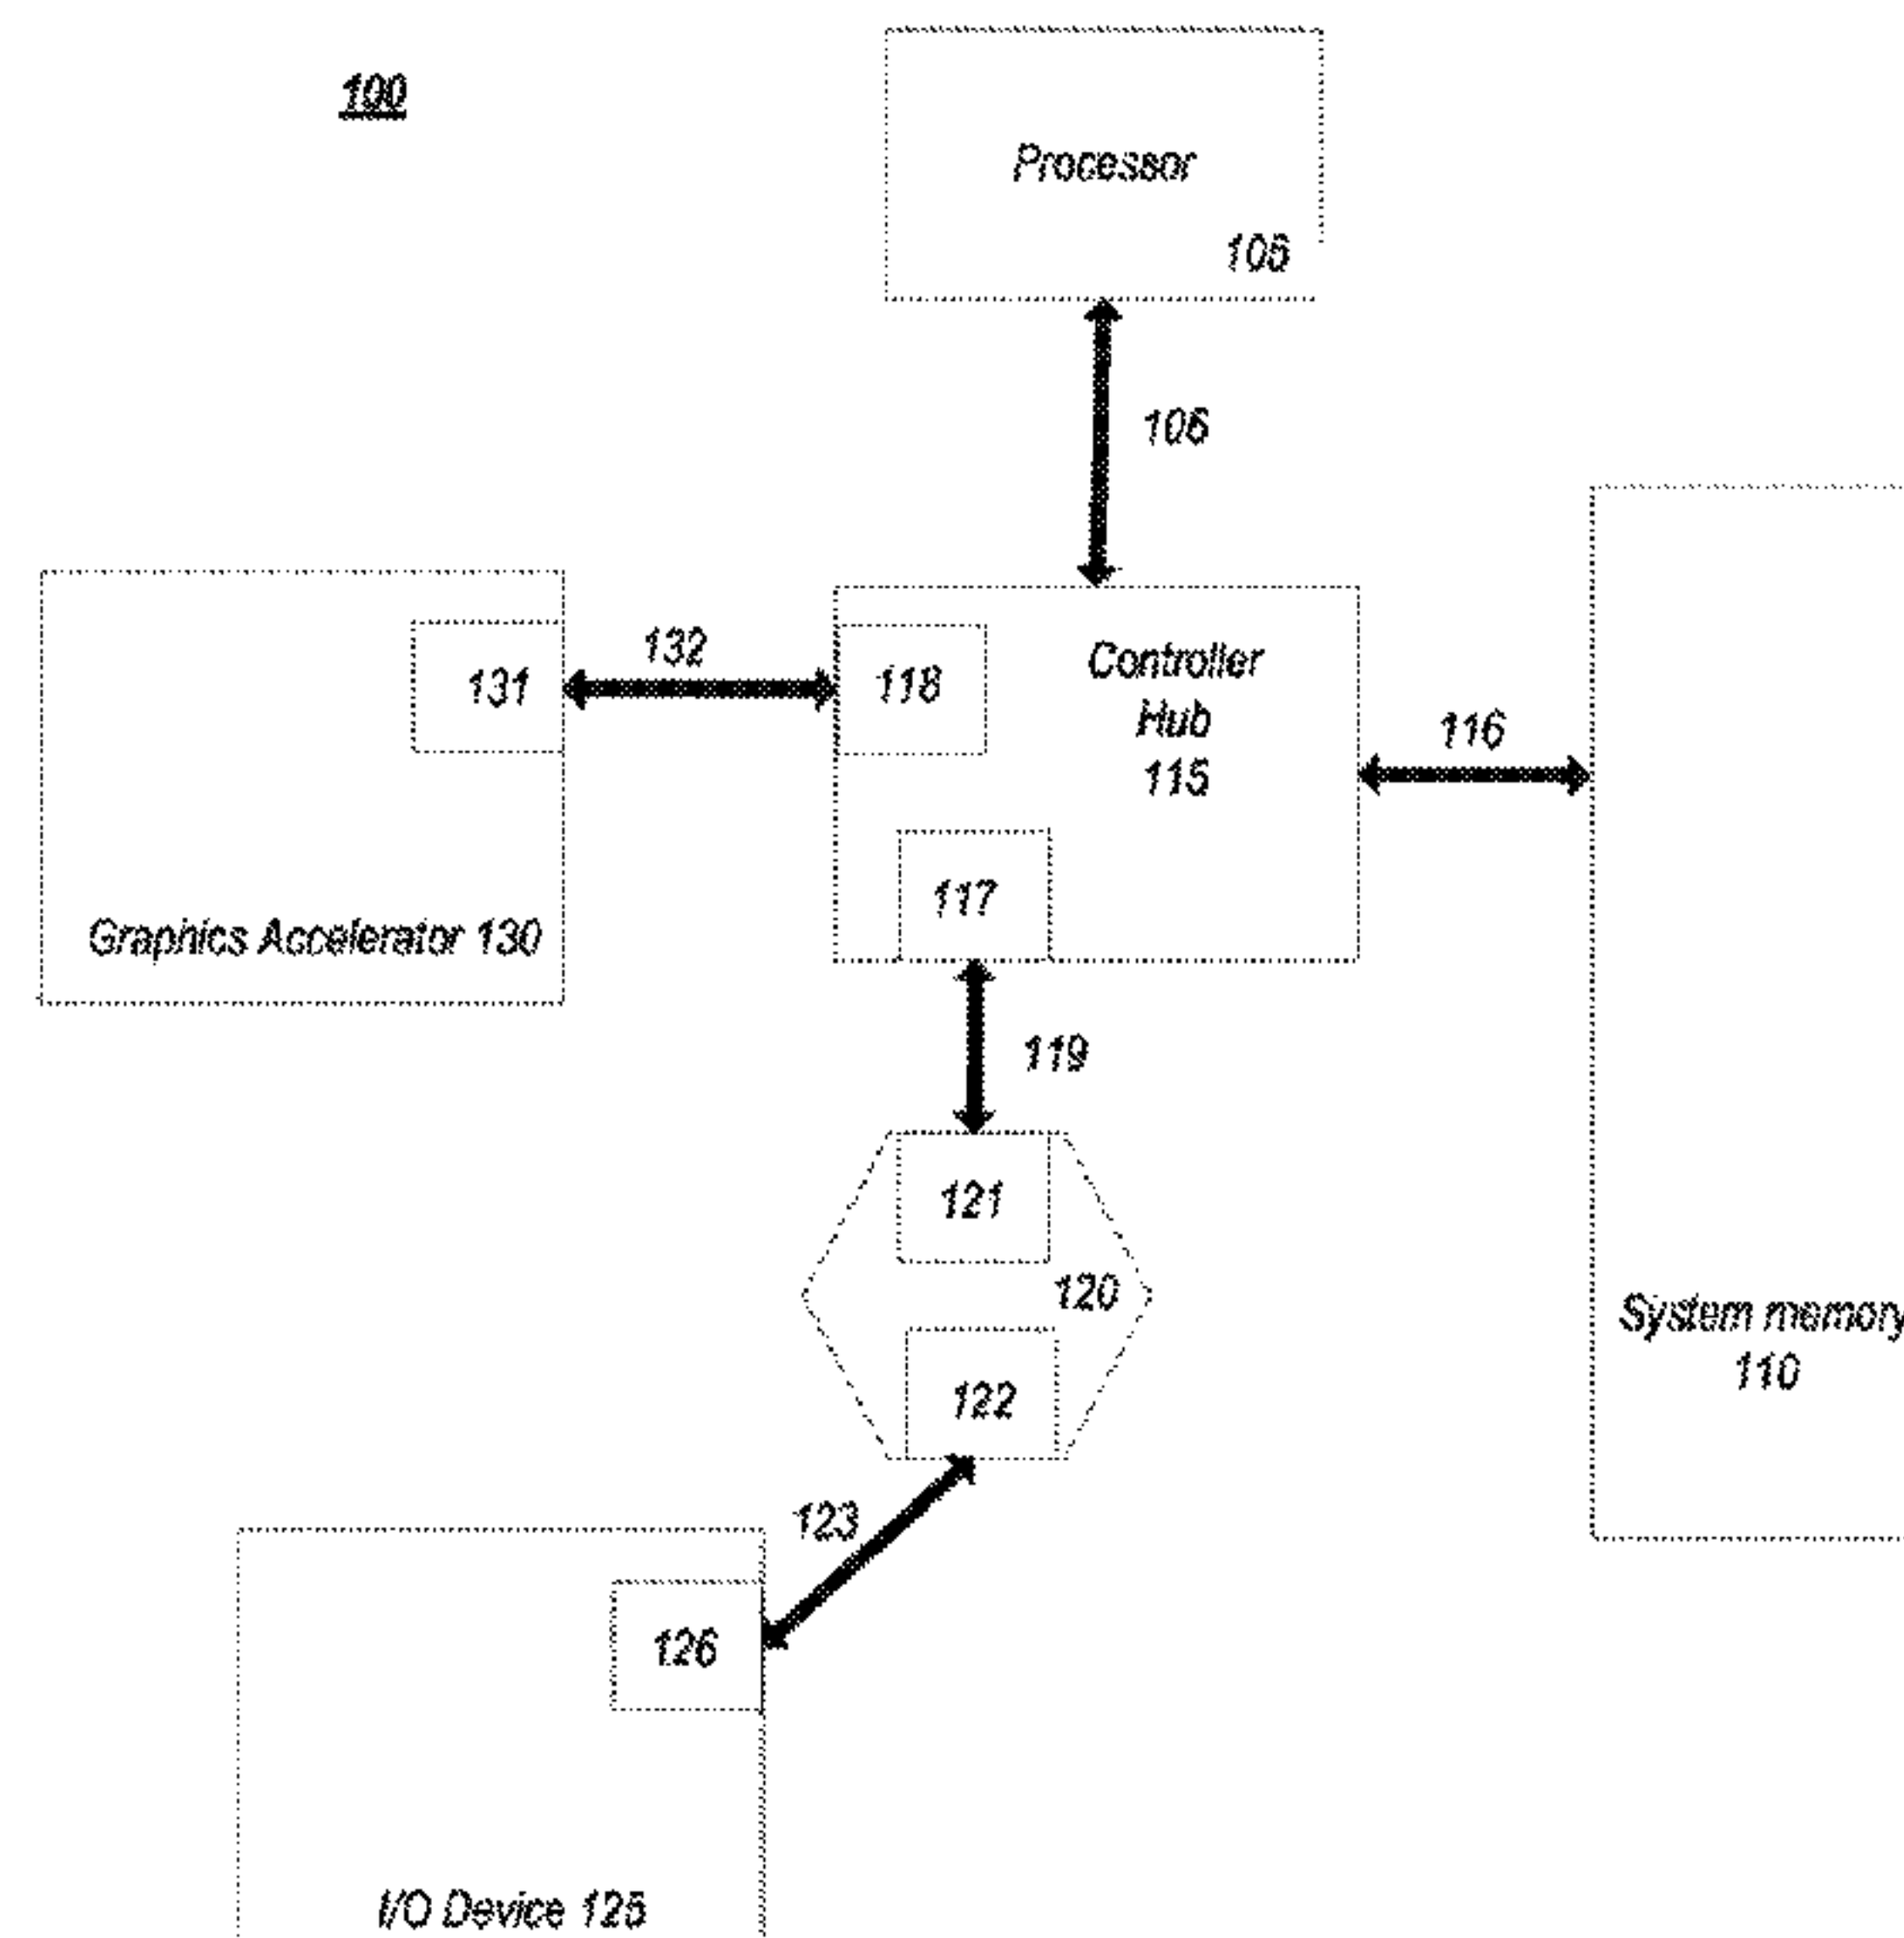 100
Processor
105
106
132
131
118
Controller
Hub
115
116
117
Graphics Accelerator 130
119
121
120
System memory
110
122
123
126
I/O Device 125